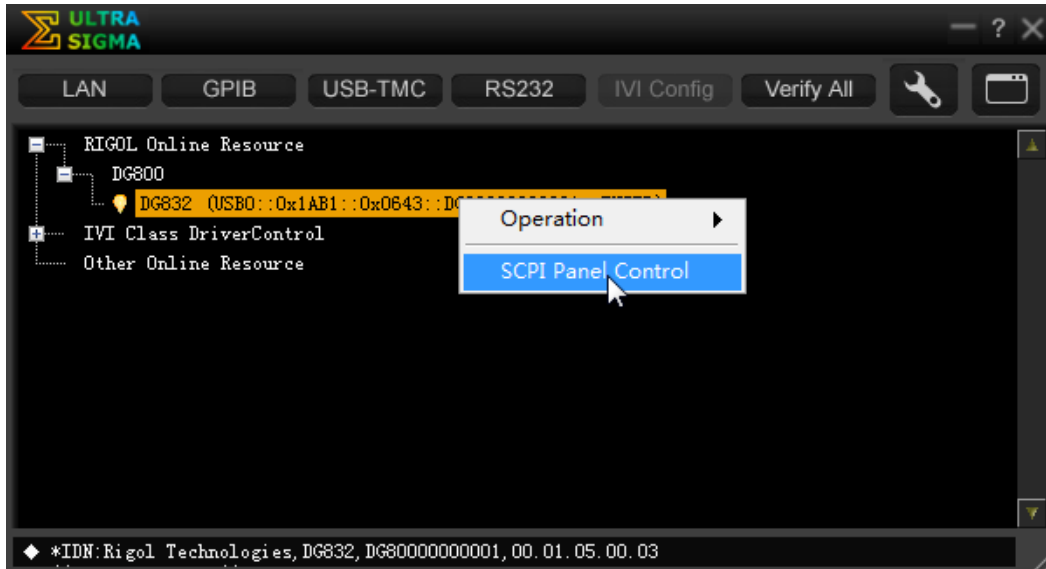 ULTRA
SIGMA
?
LAN GPIB USB-TMC RS232 IVI Config Verify All
RIGOL Online Resource
DG800
DG832 (USB0::0x1AB1::0x0643::
Operation
IVI Class DriverControl
SCPI Panel Control
Other Online Resource
*IDN:Rigol Technologies,DG832,DG80000000001,00.01.05.00.03